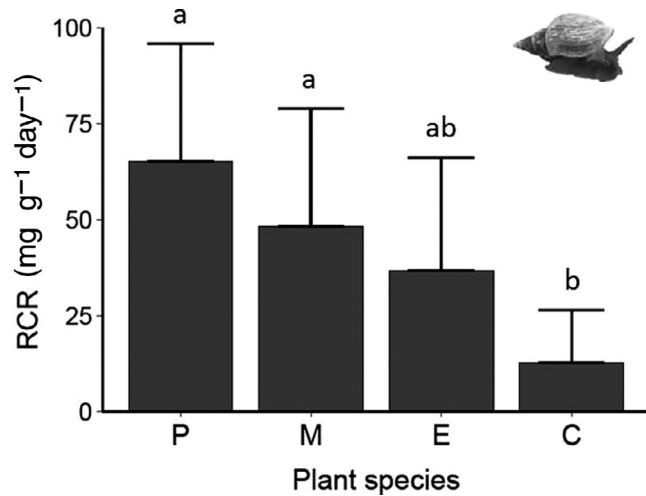 a
100
a
75
ab
50
b
25
0
RCR (mg g⁻¹ day⁻¹)
P M E C
Plant species